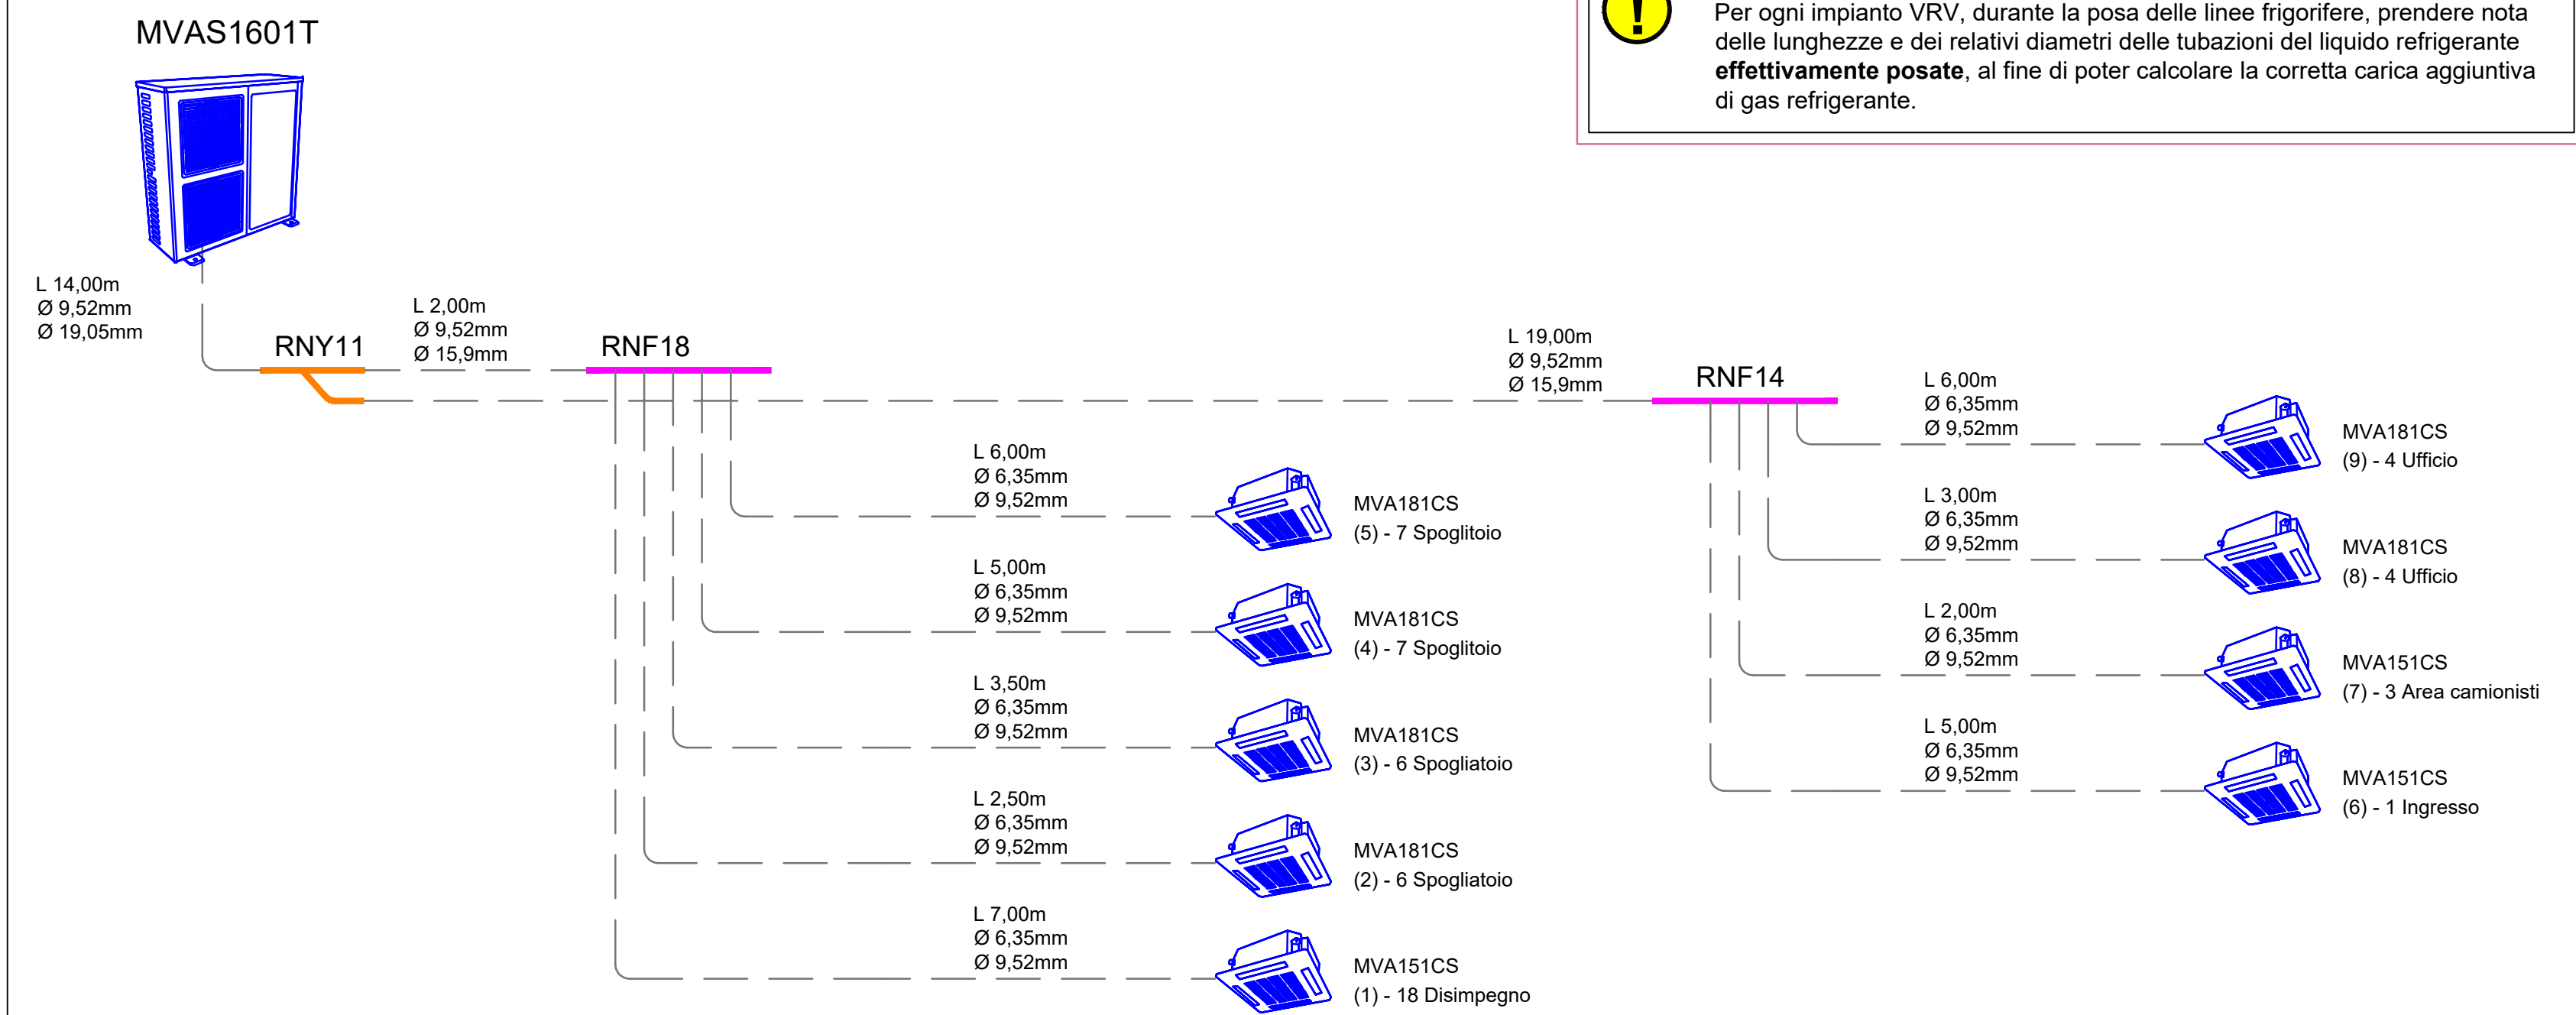 MVAS1601T
Per ogni impianto VRV, durante la posa delle linee frigorifere, prendere nota
delle lunghezze e dei relativi diametri delle tubazioni del liquido refrigerante
effettivamente posate, al fine di poter calcolare la corretta carica aggiuntiva
di gas refrigerante.
L 14,00m
Ø 9,52mm
Ø 19,05mm
RNY11
L 2,00m
Ø 9,52mm
Ø 15,9mm
RNF18
L 19,00m
Ø 9,52mm
Ø 15,9mm
RNF14
L 6,00m
Ø 6,35mm
Ø 9,52mm
MVA181CS
(9) - 4 Ufficio
L 3,00m
Ø 6,35mm
Ø 9,52mm
MVA181CS
(8) - 4 Ufficio
L 2,00m
Ø 6,35mm
Ø 9,52mm
MVA151CS
(7) - 3 Area camionisti
L 5,00m
Ø 6,35mm
Ø 9,52mm
MVA151CS
(6) - 1 Ingresso
L 6,00m
Ø 6,35mm
Ø 9,52mm
MVA181CS
(5) - 7 Spoglitoio
L 5,00m
Ø 6,35mm
Ø 9,52mm
MVA181CS
(4) - 7 Spoglitoio
L 3,50m
Ø 6,35mm
Ø 9,52mm
MVA181CS
(3) - 6 Spogliatoio
L 2,50m
Ø 6,35mm
Ø 9,52mm
MVA181CS
(2) - 6 Spogliatoio
L 7,00m
Ø 6,35mm
Ø 9,52mm
MVA151CS
(1) - 18 Disimpegno